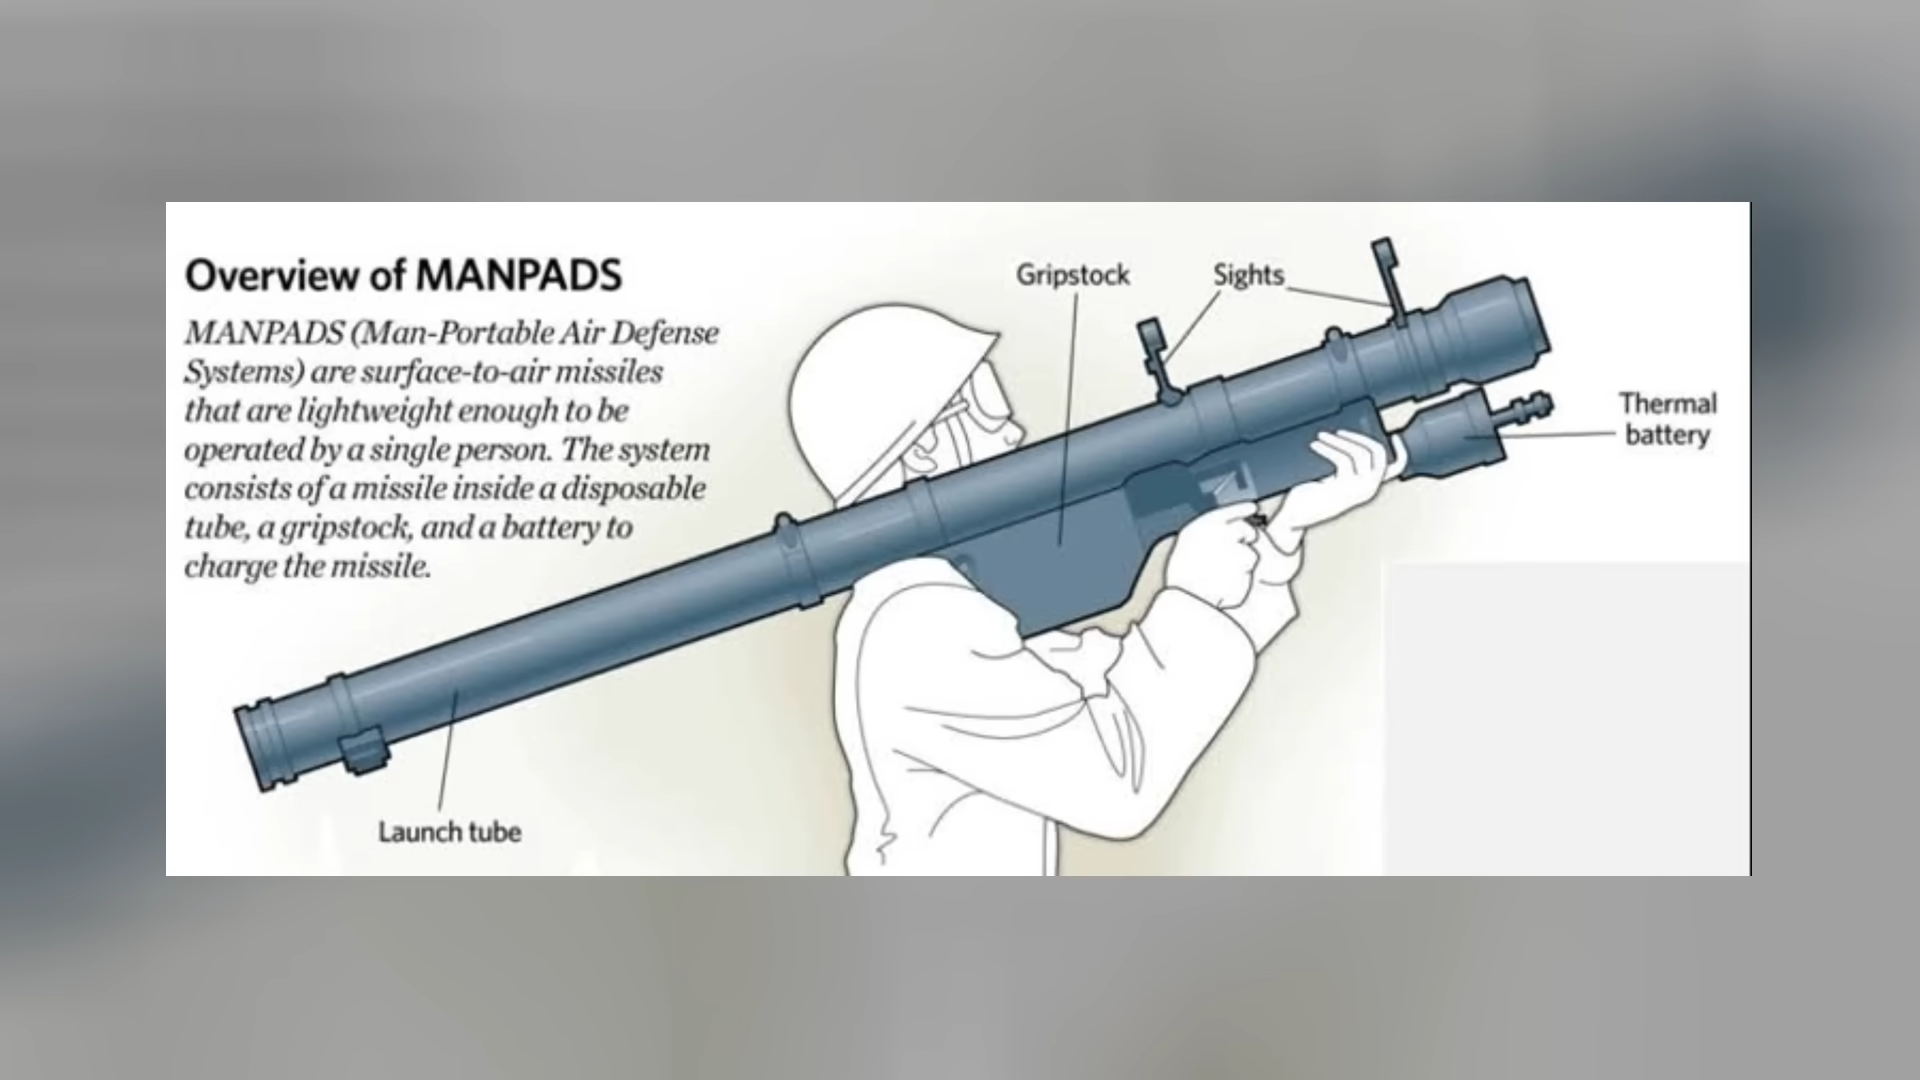 Overview of MANPADS
MANPADS (Man-Portable Air Defense
Systems) are surface-to-air missiles
that are lightweight enough to be
operated by a single person. The system
consists of a missile inside a disposable
tube, a gripstock, and a battery to
charge the missile.
Gripstock
Sights
Thermal
battery
Launch tube